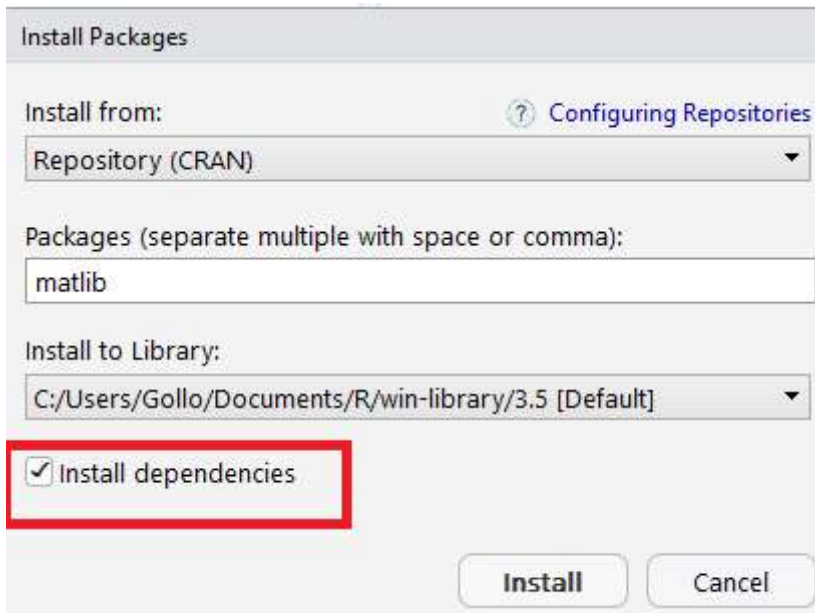 Install Packages
Install from:
? Configuring Repositories
Repository (CRAN)
Packages (separate multiple with space or comma):
matlib
Install to Library:
C:/Users/Gollo/Documents/R/win-library/3.5 [Default]
Install dependencies
Install Cancel